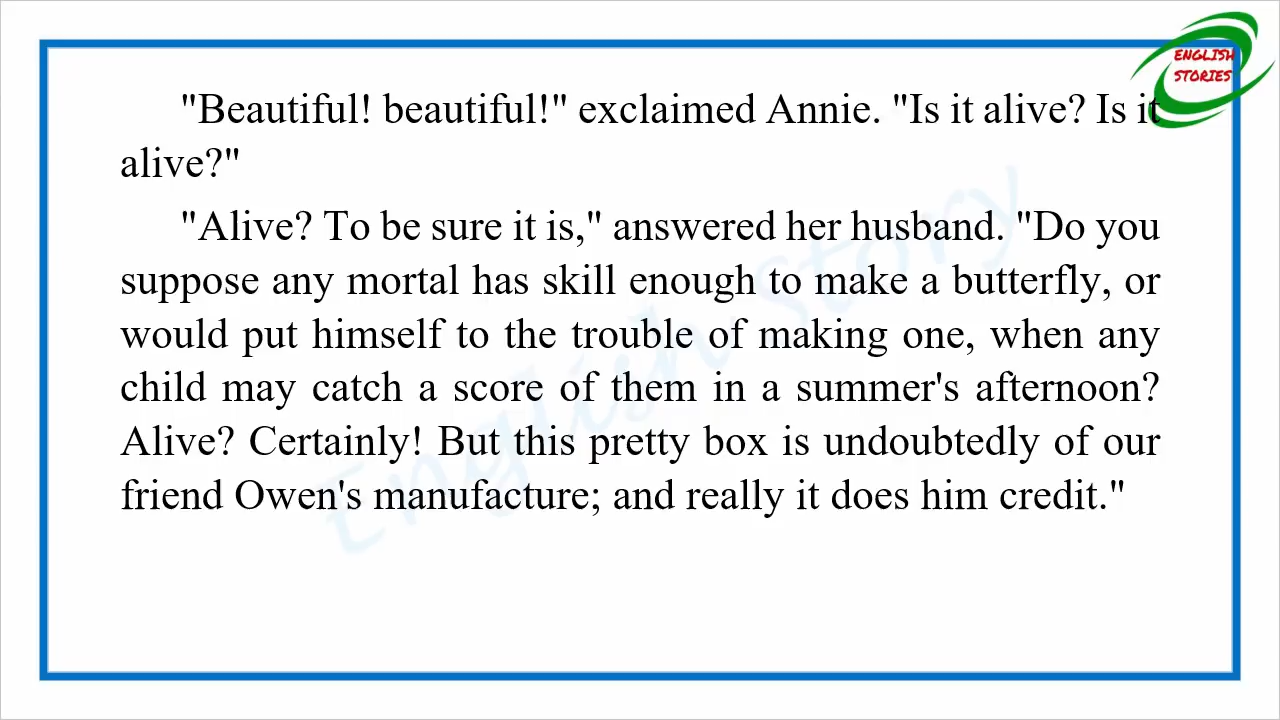 ENGLISH
STORIES
"Beautiful! beautiful!" exclaimed Annie. "Is it alive? Is it
alive?"
"Alive? To be sure it is," answered her husband. "Do you
suppose any mortal has skill enough to make a butterfly, or
would put himself to the trouble of making one, when any
child may catch a score of them in a summer's afternoon?
Alive? Certainly! But this pretty box is undoubtedly of our
friend Owen's manufacture; and really it does him credit."
English Story